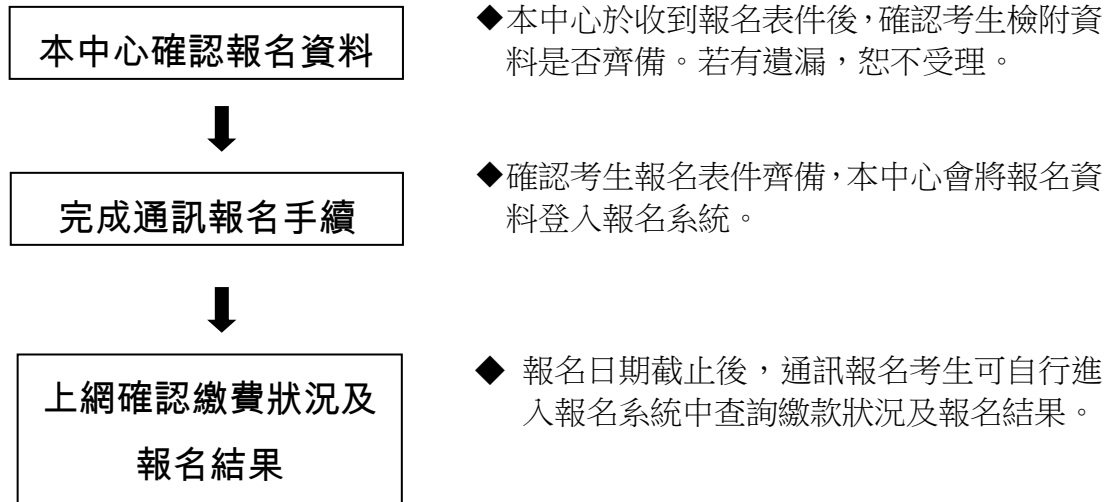 本中心確認報名資料
◆本中心於收到報名表件後，確認考生檢附資
料是否齊備。若有遺漏，恕不受理。
完成通訊報名手續
◆確認考生報名表件齊備，本中心會將報名資
料登入報名系統。
上網確認繳費狀況及
報名結果
◆ 報名日期截止後，通訊報名考生可自行進
入報名系統中查詢繳款狀況及報名結果。